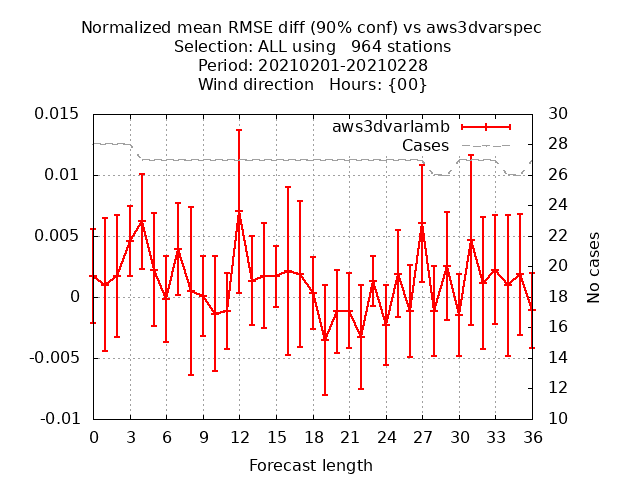 Normalized mean RMSE diff (90% conf) vs aws3dvarspec
Selection: ALL using   964 stations
Period: 20210201-20210228
Wind direction   Hours: {00}
aws3dvarlamb
Cases
0.015
0.01
0.005
0
-0.005
-0.01
30
28
26
24
22
20
18
16
14
12
10
No cases
0 3 6 9 12 15 18 21 24 27 30 33 36
Forecast length